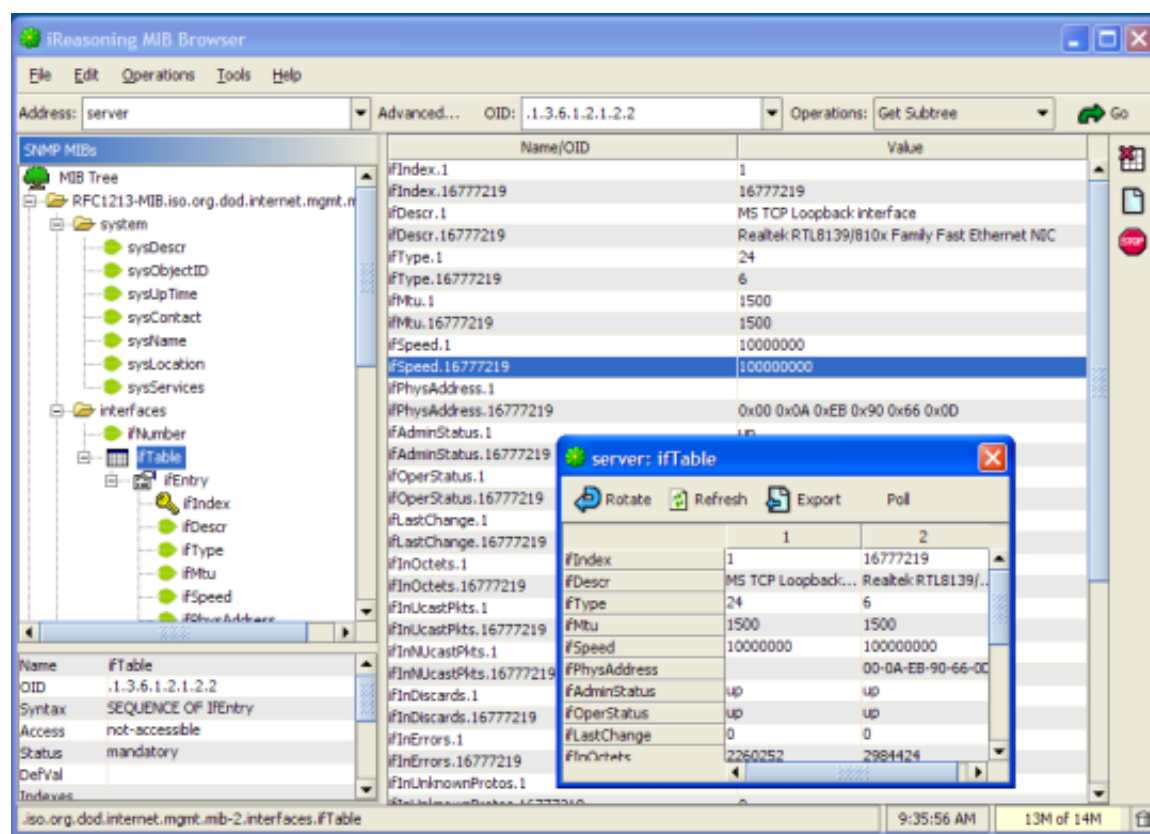 iReasoning MIB Browser
File Edit Operations Tools Help
Address: server Advanced... OID: .1.3.6.1.2.1.2.2 Operations: Get Subtree Go
SNMP MIBs
MIB Tree
RFC1213-MIB.iso.org.dod.internet.mgmt.m
system
sysDescr
sysObjectID
sysUpTime
sysContact
sysName
sysLocation
sysServices
interfaces
ifNumber
ifTable
ifEntry
ifIndex
ifDescr
ifType
ifMtu
ifSpeed
ifPhysAddress
Name ifTable
OID .1.3.6.1.2.1.2.2
Syntax SEQUENCE OF IfEntry
Access not-accessible
Status mandatory
DefVal
Indexes
Name/OID Value
ifIndex.1 1
ifIndex.16777219 16777219
ifDescr.1 MS TCP Loopback interface
ifDescr.16777219 Realtek RTL8139/810x Family Fast Ethernet NIC
ifType.1 24
ifType.16777219 6
ifMtu.1 1500
ifMtu.16777219 1500
ifSpeed.1 10000000
ifSpeed.16777219 100000000
ifPhysAddress.1
ifPhysAddress.16777219 0x00 0x0A 0xEB 0x90 0x66 0x0D
ifAdminStatus.1 up
ifAdminStatus.16777219
ifOperStatus.1
ifOperStatus.16777219
ifLastChange.1
ifLastChange.16777219
ifInOctets.1
ifInOctets.16777219
ifInUcastPkts.1
ifInUcastPkts.16777219
ifInNUcastPkts.1
ifInNUcastPkts.16777219
ifInDiscards.1
ifInDiscards.16777219
ifInErrors.1
ifInErrors.16777219
ifInUnknownProtos.1
ifInUnknownProtos.16777219 0
STOP
server: ifTable
Rotate Refresh Export Poll
1 2
ifIndex 1 16777219
ifDescr MS TCP Loopback... Realtek RTL8139/...
ifType 24 6
ifMtu 1500 1500
ifSpeed 10000000 100000000
ifPhysAddress 00-0A-EB-90-66-0D
ifAdminStatus up up
ifOperStatus up up
ifLastChange 0 0
ifInOctets 2260252 2984424
.iso.org.dod.internet.mgmt.mib-2.interfaces.ifTable 9:35:56 AM 13M of 14M